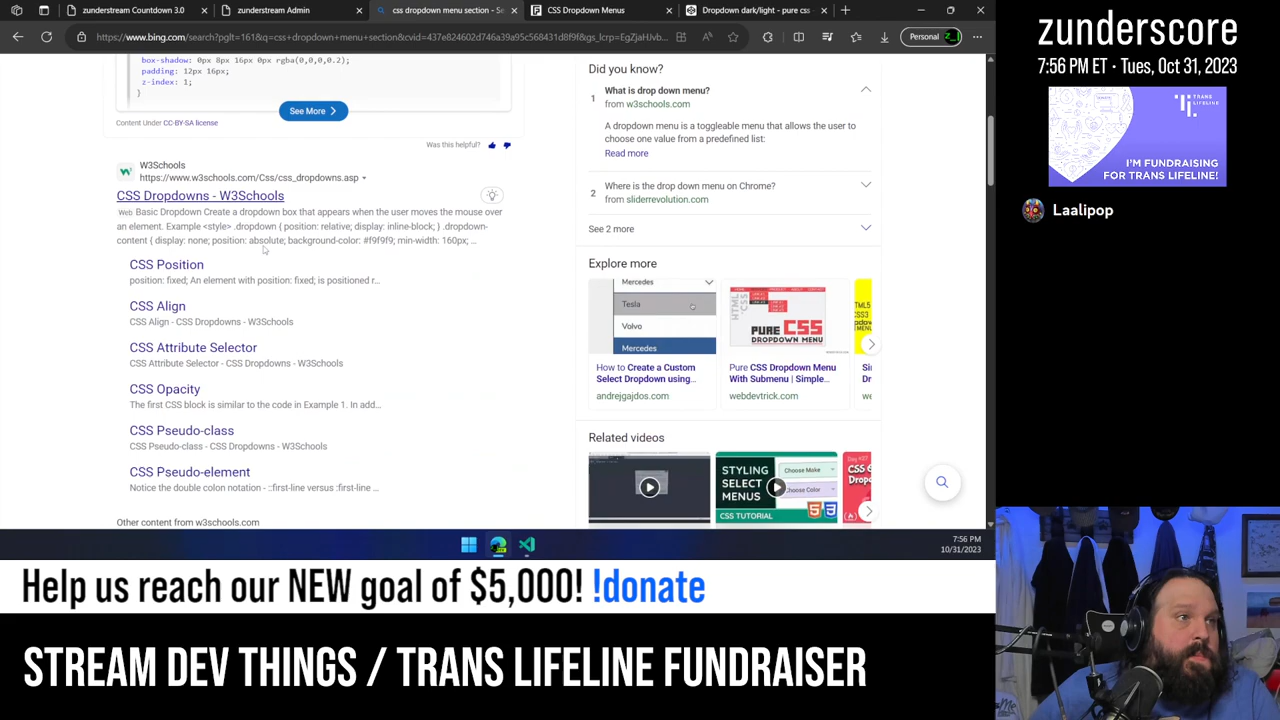 zunderstream Countdown 3.0
zunderstream Admin
css dropdown menu section - Se
CSS Dropdown Menus
Dropdown dark/light - pure css
https://www.bing.com/search?pglt=161&q=css+dropdown+menu+section&cvid=437e824602d746a39a95c568431d8f9f&gs_lcrp=EgZjaHJvb...
Personal
box-shadow: 0px 8px 16px 0px rgba(0,0,0,0.2);
padding: 12px 16px;
z-index: 1;
}
See More
Content Under CC-BY-SA license
Was this helpful?
W3Schools
https://www.w3schools.com/Css/css_dropdowns.asp
CSS Dropdowns - W3Schools
Web Basic Dropdown Create a dropdown box that appears when the user moves the mouse over
an element. Example <style> .dropdown { position: relative; display: inline-block; } .dropdown-
content { display: none; position: absolute; background-color: #f9f9f9; min-width: 160px; ...
CSS Position
position: fixed; An element with position: fixed; is positioned r...
CSS Align
CSS Align - CSS Dropdowns - W3Schools
CSS Attribute Selector
CSS Attribute Selector - CSS Dropdowns - W3Schools
CSS Opacity
The first CSS block is similar to the code in Example 1. In add...
CSS Pseudo-class
CSS Pseudo-class - CSS Dropdowns - W3Schools
CSS Pseudo-element
Notice the double colon notation - ::first-line versus :first-line ...
Other content from w3schools.com
Did you know?
1 What is drop down menu?
from w3schools.com
A dropdown menu is a toggleable menu that allows the user to
choose one value from a predefined list:
Read more
2 Where is the drop down menu on Chrome?
from sliderrevolution.com
See 2 more
Explore more
Mercedes
Tesla
Volvo
Mercedes
HTML CSS
PURE CSS
DROPDOWN MENU
HTML5
CSS3
How to Create a Custom
Select Dropdown using...
andrejgajdos.com
Pure CSS Dropdown Menu
With Submenu | Simple...
webdevtrick.com
Si
Dr
we
Related videos
STYLING
SELECT
MENUS
Choose Make
Choose Color
CSS TUTORIAL
7:56 PM
10/31/2023
zunderscore
7:56 PM ET · Tues, Oct 31, 2023
TRANS
LIFELINE
I'M FUNDRAISING
FOR TRANS LIFELINE!
Laalipop
Help us reach our NEW goal of $5,000! !donate
STREAM DEV THINGS / TRANS LIFELINE FUNDRAISER